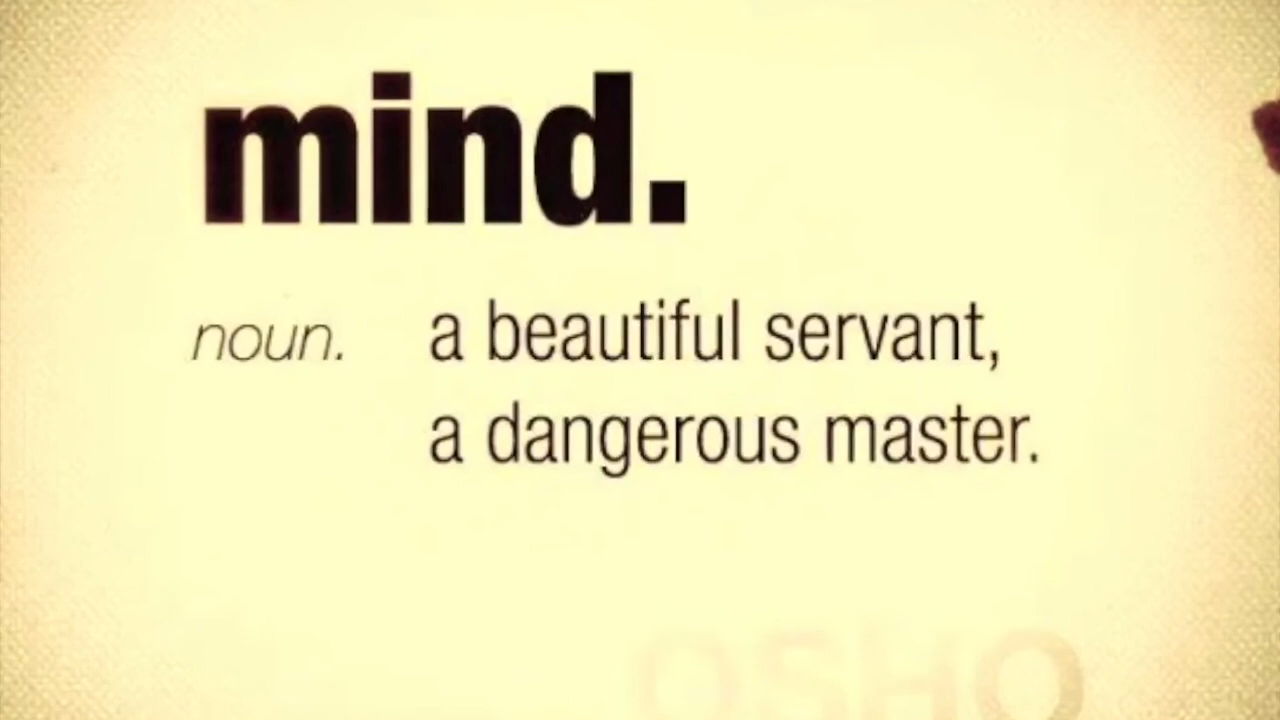 mind.
noun. a beautiful servant,
a dangerous master.
OSHO